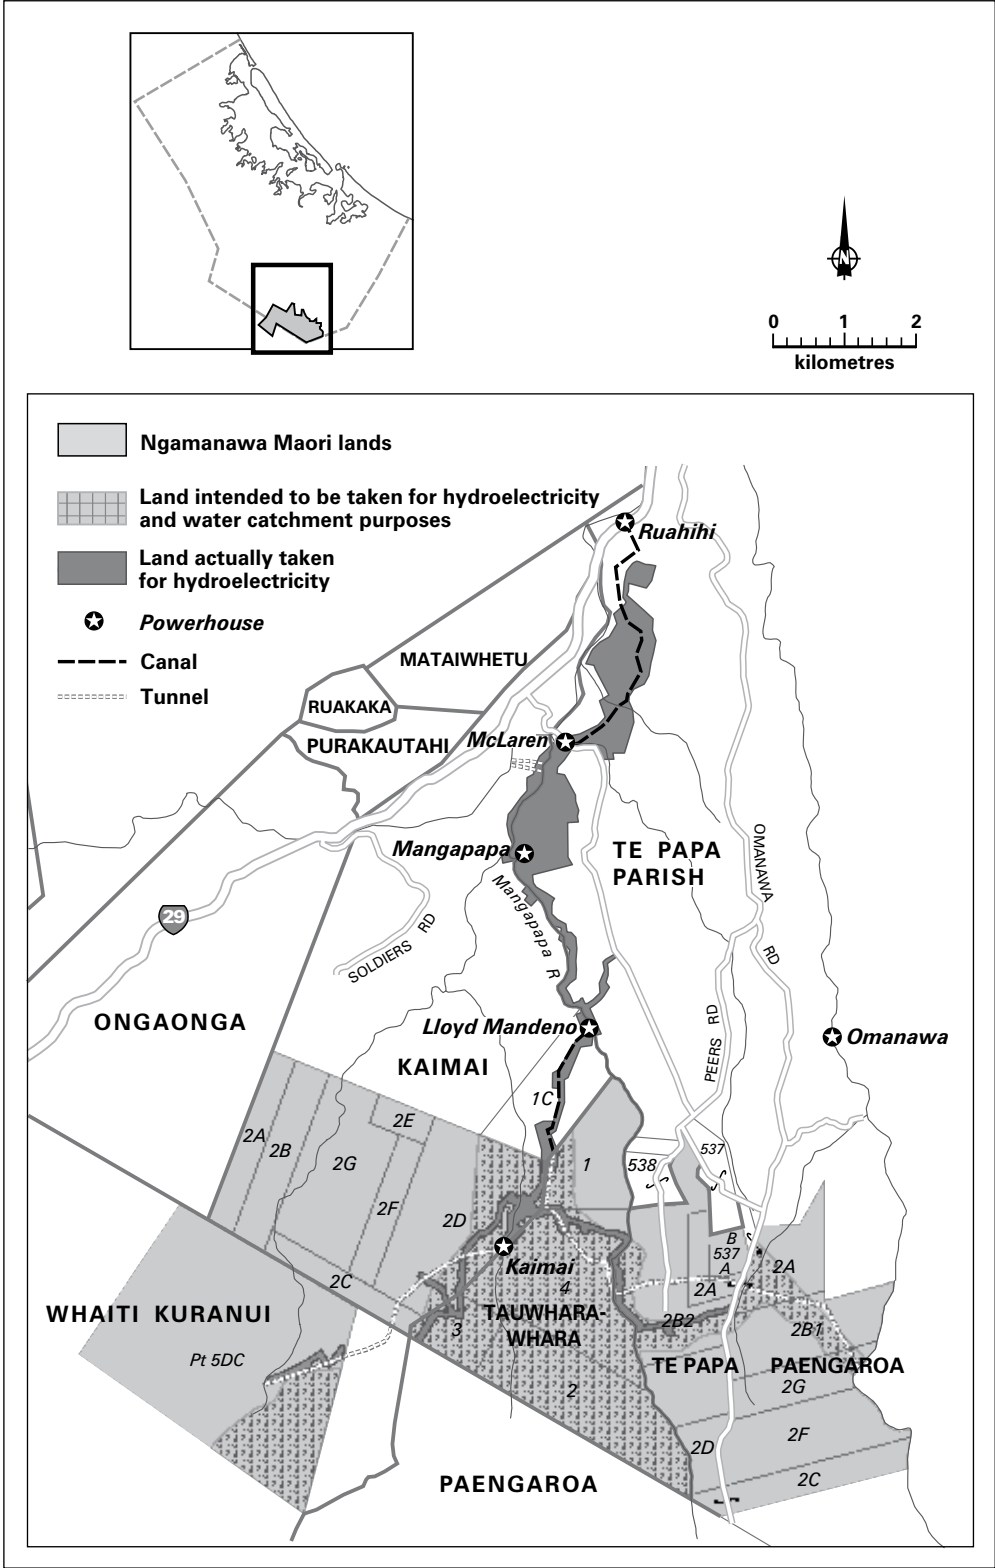 N
0 1 2
kilometres
Ngamanawa Maori lands
Land intended to be taken for hydroelectricity
and water catchment purposes
Land actually taken
for hydroelectricity
Powerhouse
Canal
Tunnel
Ruahihi
MATAIWHETU
RUAKAKA
PURAKAUTAHI
McLaren
Mangapapa
TE PAPA
PARISH
OMANAWA
RD
Mangapapa R
29
SOLDIERS RD
ONGAONGA
Lloyd Mandeno
PEERS RD
Omanawa
KAIMAI
1C
2E
2A
2B
2G
2F
2D
2C
1
538
537
B
537
A
2A
2A
Kaimai
4
TAUWHARA-
WHARA
3
2
2B2
2B1
WHAITI KURANUI
Pt 5DC
TE PAPA
PAENGAROA
2G
2F
2D
2C
PAENGAROA